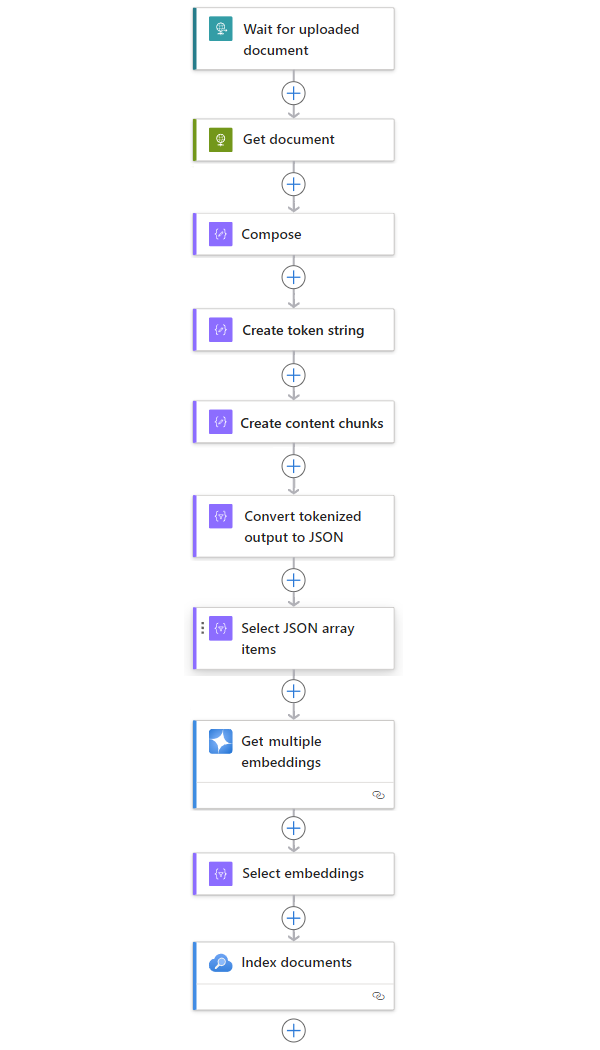 Wait for uploaded
document
Get document
Compose
Create token string
Create content chunks
Convert tokenized
output to JSON
Select JSON array
items
Get multiple
embeddings
Select embeddings
Index documents